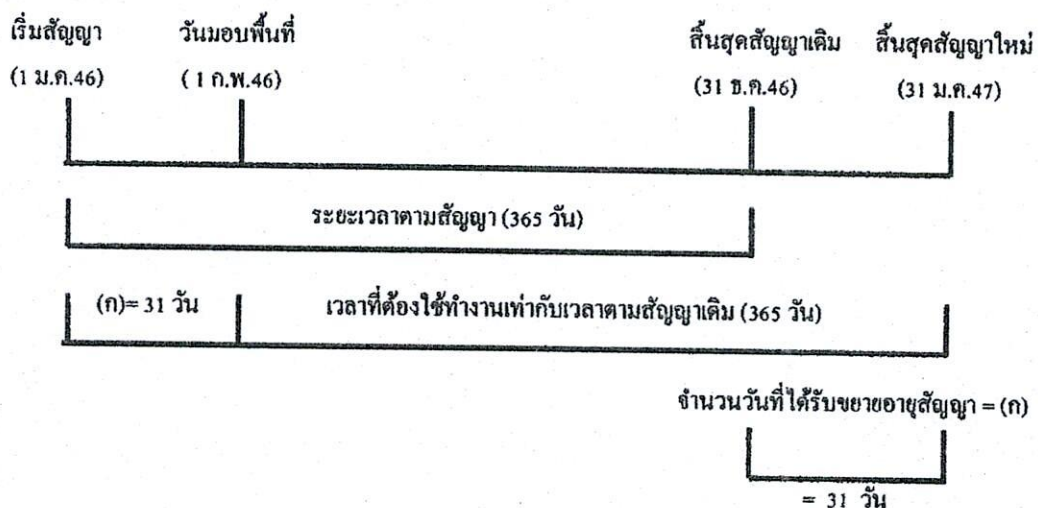 เริ่มสัญญา วันมอบพื้นที่ สิ้นสุดสัญญาเดิม สิ้นสุดสัญญาใหม่
(1 ม.ค.46) ( 1 ก.พ.46) (31 ธ.ค.46) (31 ม.ค.47)
ระยะเวลาตามสัญญา (365 วัน)
(ก)= 31 วัน เวลาที่ต้องใช้ทำงานเท่ากับเวลาตามสัญญาเดิม (365 วัน)
จำนวนวันที่ได้รับขยายอายุสัญญา = (ก)
= 31 วัน